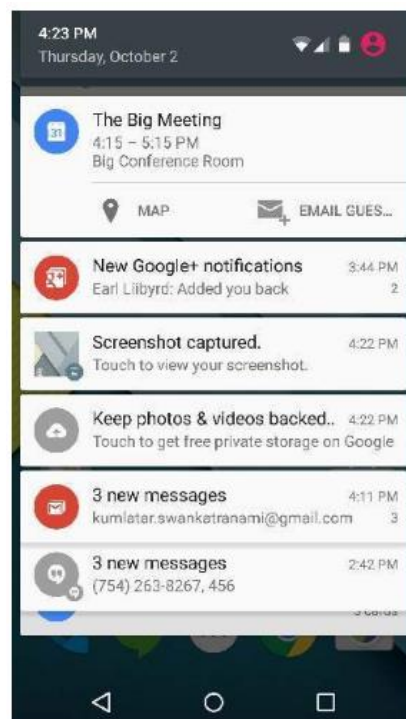 4:23 PM
Thursday, October 2
31
The Big Meeting
4:15 – 5:15 PM
Big Conference Room
MAP EMAIL GUES...
New Google+ notifications 3:44 PM
Earl Liibyrd: Added you back 2
Screenshot captured. 4:22 PM
Touch to view your screenshot.
Keep photos & videos backed.. 4:22 PM
Touch to get free private storage on Google
3 new messages 4:11 PM
kumlatar.swankatranami@gmail.com 3
3 new messages 2:42 PM
(754) 263-8267, 456
3 cards